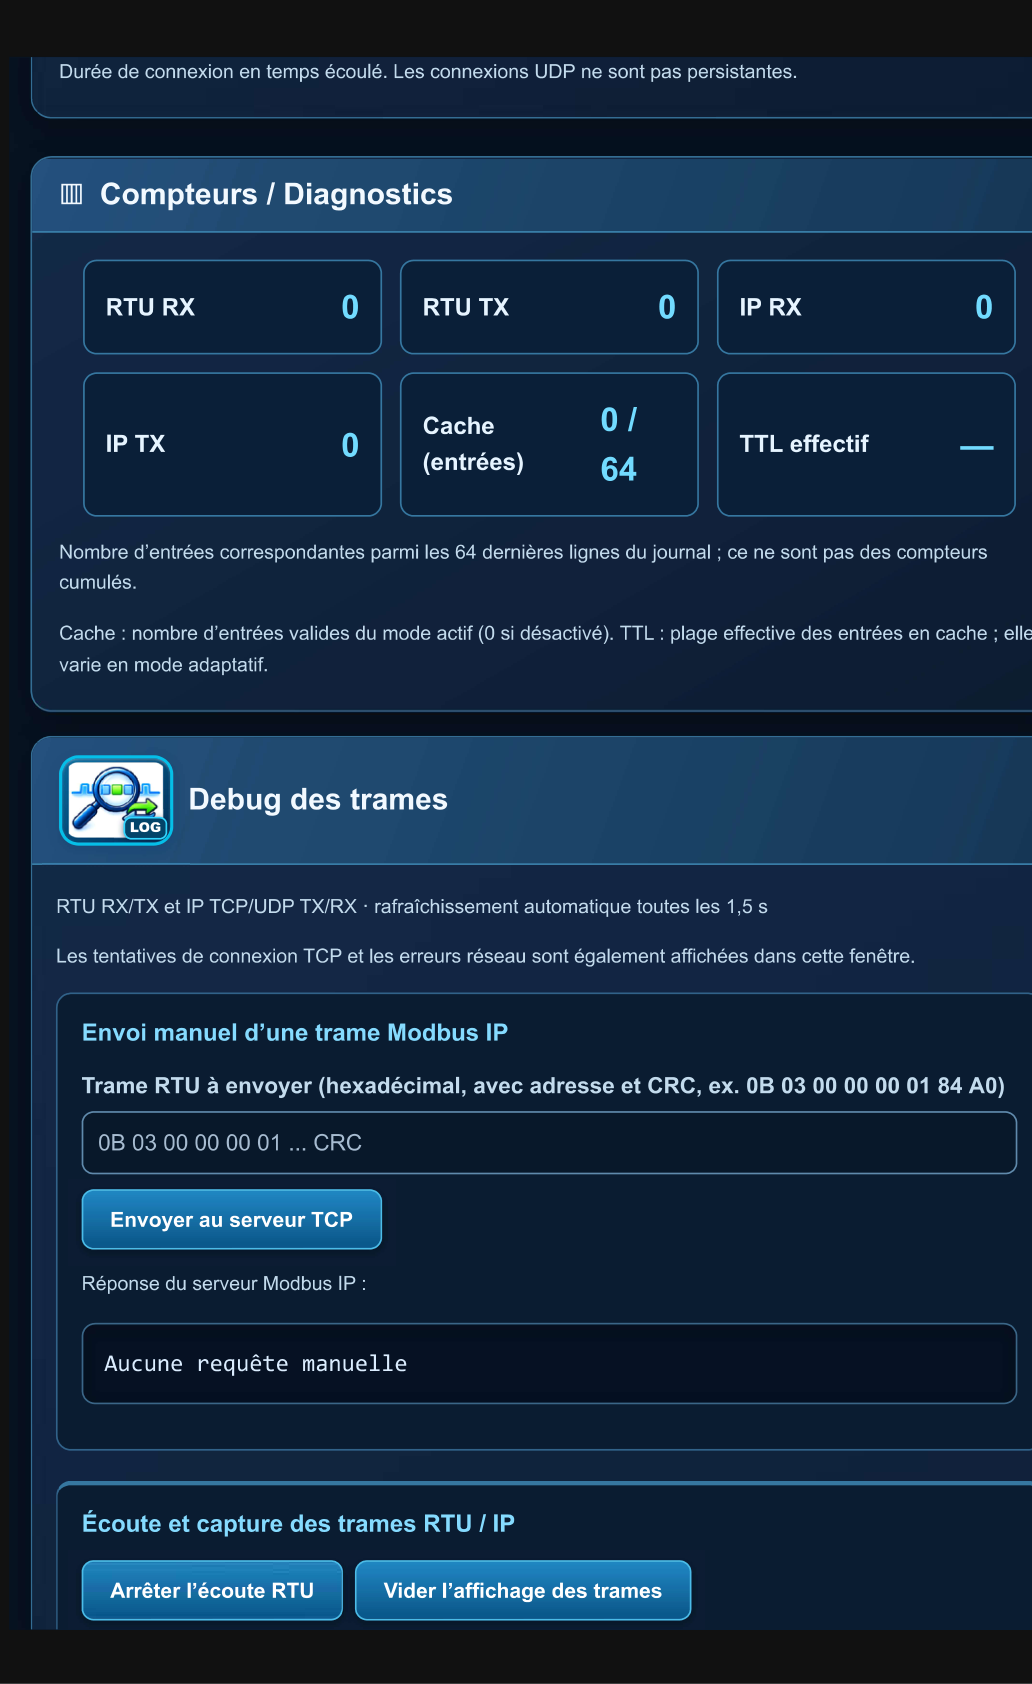 Durée de connexion en temps écoulé. Les connexions UDP ne sont pas persistantes.
Compteurs / Diagnostics
RTU RX 0
RTU TX 0
IP RX 0
IP TX 0
Cache (entrées) 0 / 64
TTL effectif —
Nombre d’entrées correspondantes parmi les 64 dernières lignes du journal ; ce ne sont pas des compteurs
cumulés.
Cache : nombre d’entrées valides du mode actif (0 si désactivé). TTL : plage effective des entrées en cache ; elle
varie en mode adaptatif.
LOG
Debug des trames
RTU RX/TX et IP TCP/UDP TX/RX · rafraîchissement automatique toutes les 1,5 s
Les tentatives de connexion TCP et les erreurs réseau sont également affichées dans cette fenêtre.
Envoi manuel d’une trame Modbus IP
Trame RTU à envoyer (hexadécimal, avec adresse et CRC, ex. 0B 03 00 00 00 01 84 A0)
0B 03 00 00 00 01 ... CRC
Envoyer au serveur TCP
Réponse du serveur Modbus IP :
Aucune requête manuelle
Écoute et capture des trames RTU / IP
Arrêter l’écoute RTU
Vider l’affichage des trames